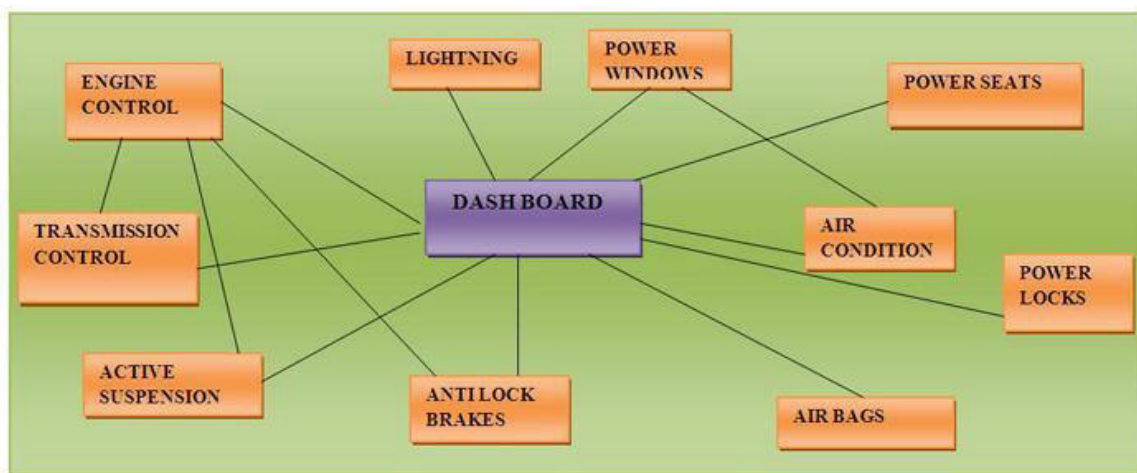 LIGHTNING
POWER
WINDOWS
ENGINE
CONTROL
POWER SEATS
DASH BOARD
TRANSMISSION
CONTROL
AIR
CONDITION
POWER
LOCKS
ACTIVE
SUSPENSION
ANTI LOCK
BRAKES
AIR BAGS